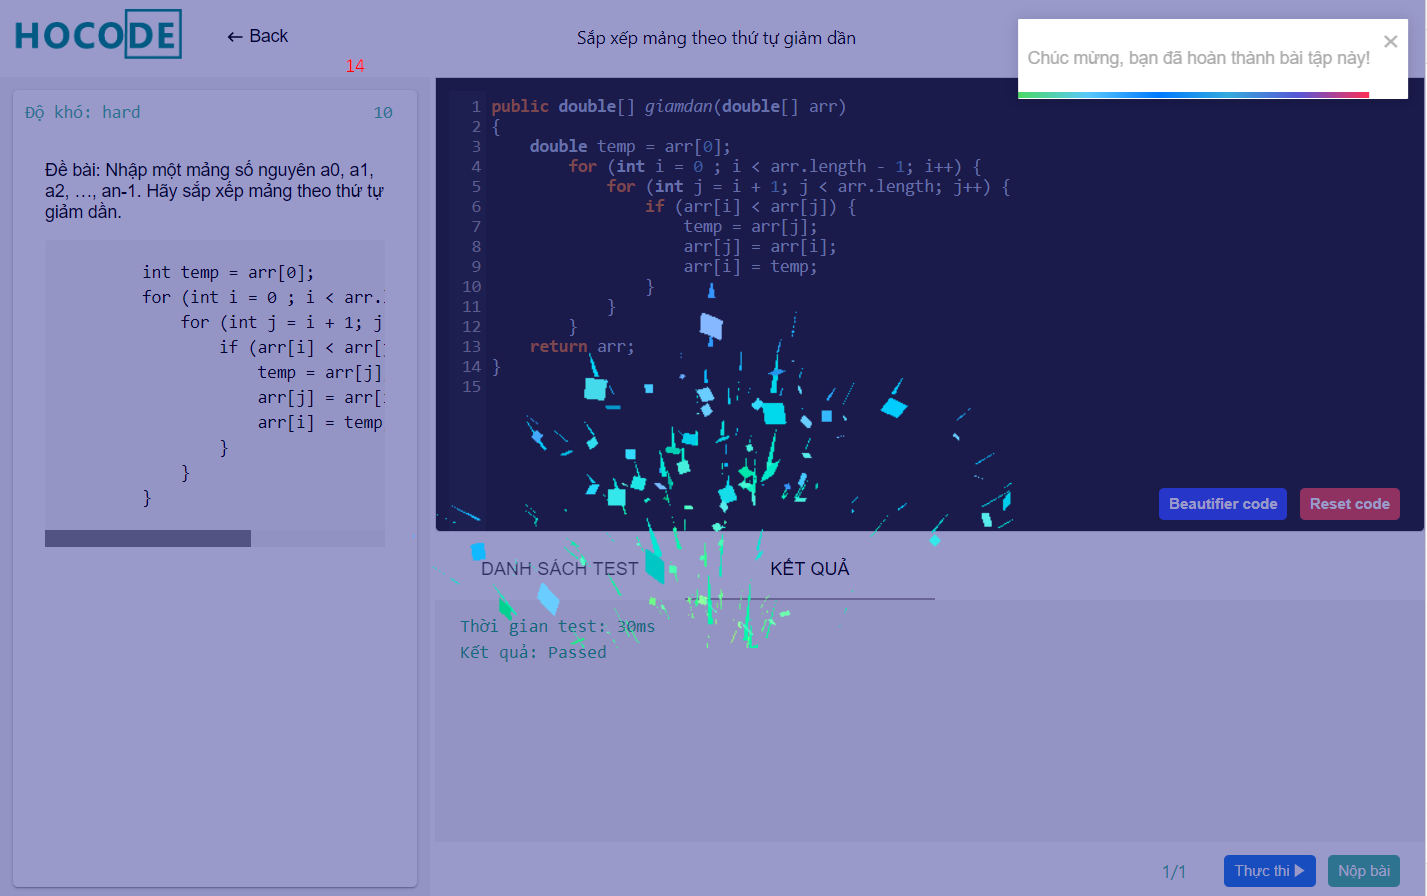 HOCODE
← Back
Sắp xếp mảng theo thứ tự giảm dần
Chúc mừng, bạn đã hoàn thành bài tập này!
14
Độ khó: hard 10
Đề bài: Nhập một mảng số nguyên a0, a1,
a2, …, an-1. Hãy sắp xếp mảng theo thứ tự
giảm dần.
int temp = arr[0];
for (int i = 0 ; i < arr.
for (int j = i + 1; j
if (arr[i] < arr[
temp = arr[j]
arr[j] = arr[
arr[i] = temp
}
}
}
1 public double[] giamdan(double[] arr)
2 {
3 double temp = arr[0];
4 for (int i = 0 ; i < arr.length - 1; i++) {
5 for (int j = i + 1; j < arr.length; j++) {
6 if (arr[i] < arr[j]) {
7 temp = arr[j];
8 arr[j] = arr[i];
9 arr[i] = temp;
10 }
11 }
12 }
13 return arr;
14 }
15
Beautifier code
Reset code
DANH SÁCH TEST
KẾT QUẢ
Thời gian test: 30ms
Kết quả: Passed
1/1
Thực thi
Nộp bài